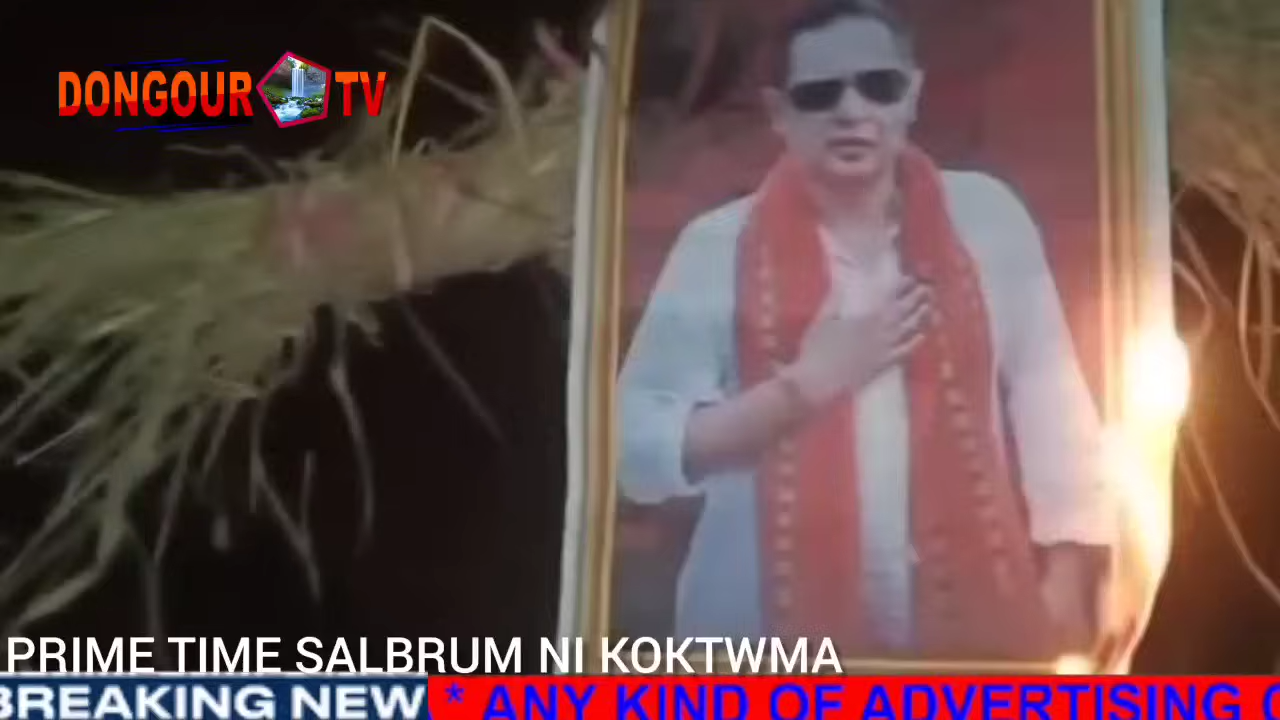 DONGOUR TV
PRIME TIME SALBRUM NI KOKTWMA
BREAKING NEW
* ANY KIND OF ADVERTISING